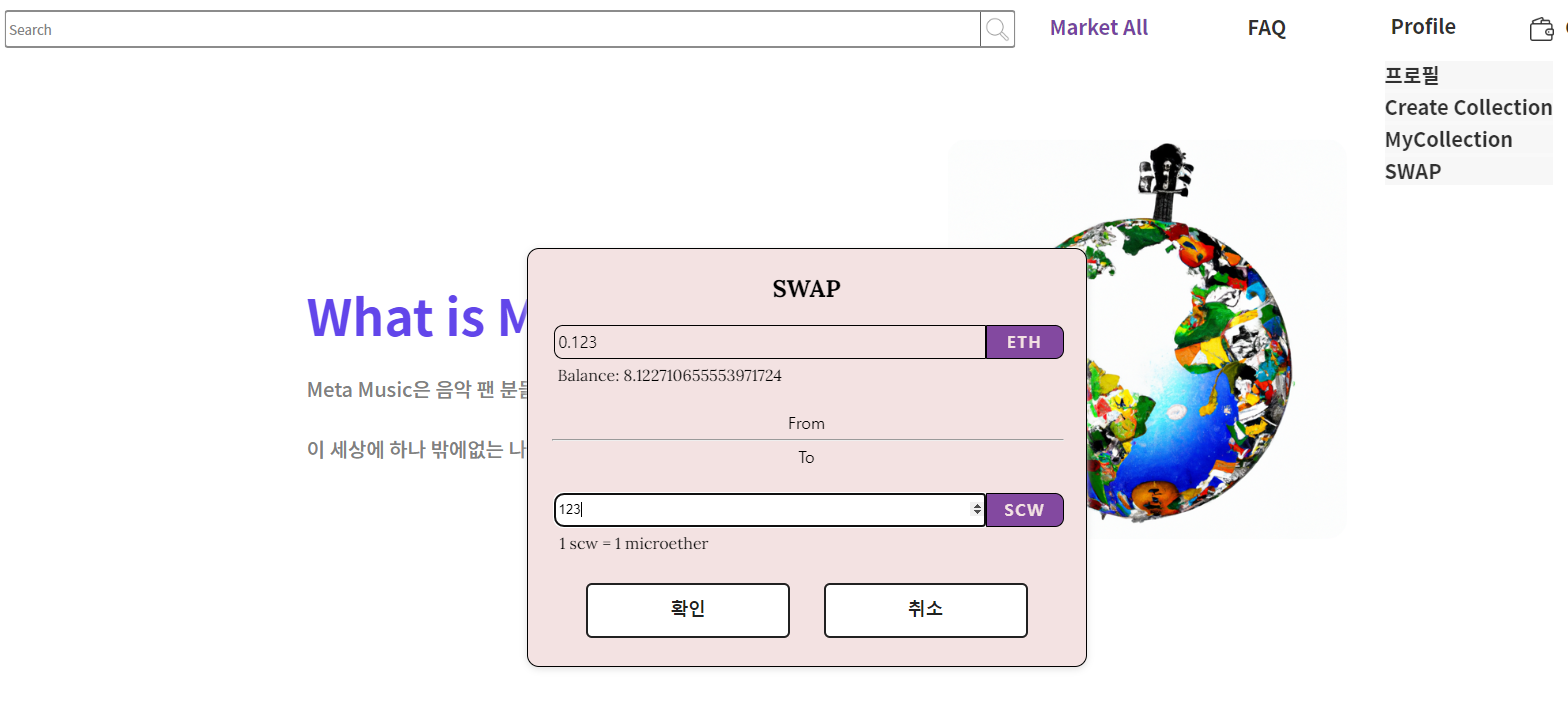 Search
Market All
FAQ
Profile
프로필
Create Collection
MyCollection
SWAP
SWAP
What is M
0.123 ETH
Balance: 8.122710655553971724
Meta Music은 음악 팬 분들
From
이 세상에 하나 밖에없는 나
To
123 SCW
1 scw = 1 microether
확인
취소